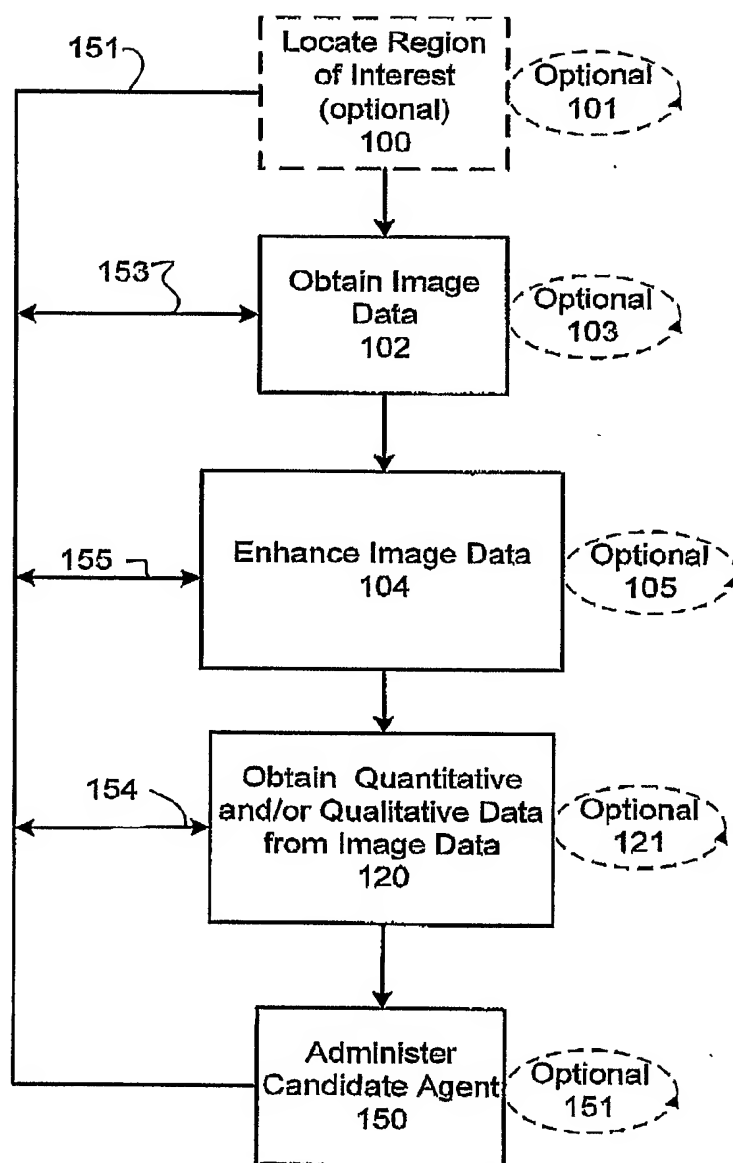 151
Locate Region
of Interest
(optional)
100
Optional
101
153
Obtain Image
Data
102
Optional
103
155
Enhance Image Data
104
Optional
105
154
Obtain Quantitative
and/or Qualitative Data
from Image Data
120
Optional
121
Administer
Candidate Agent
150
Optional
151